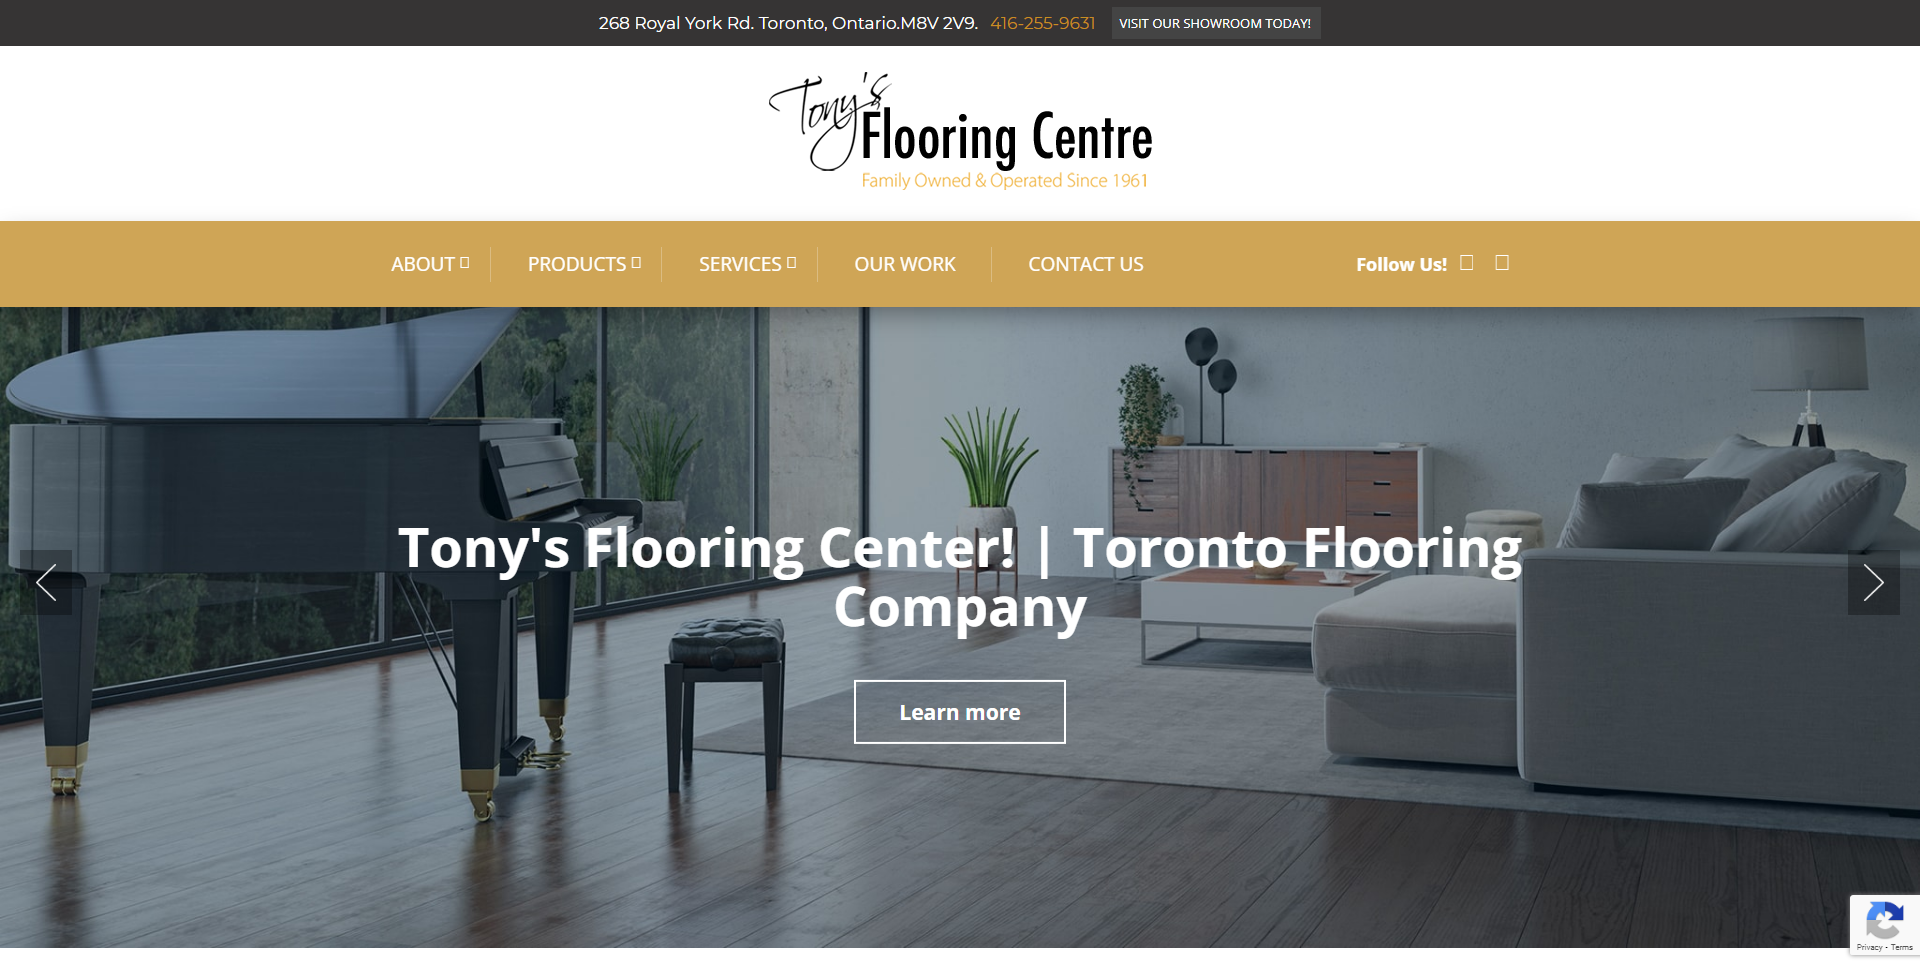 268 Royal York Rd. Toronto, Ontario.M8V 2V9. 416-255-9631 VISIT OUR SHOWROOM TODAY!
Tony's
Flooring Centre
Family Owned & Operated Since 1961
ABOUT PRODUCTS SERVICES OUR WORK CONTACT US Follow Us!
Tony's Flooring Center! | Toronto Flooring
Company
Learn more
Privacy - Terms